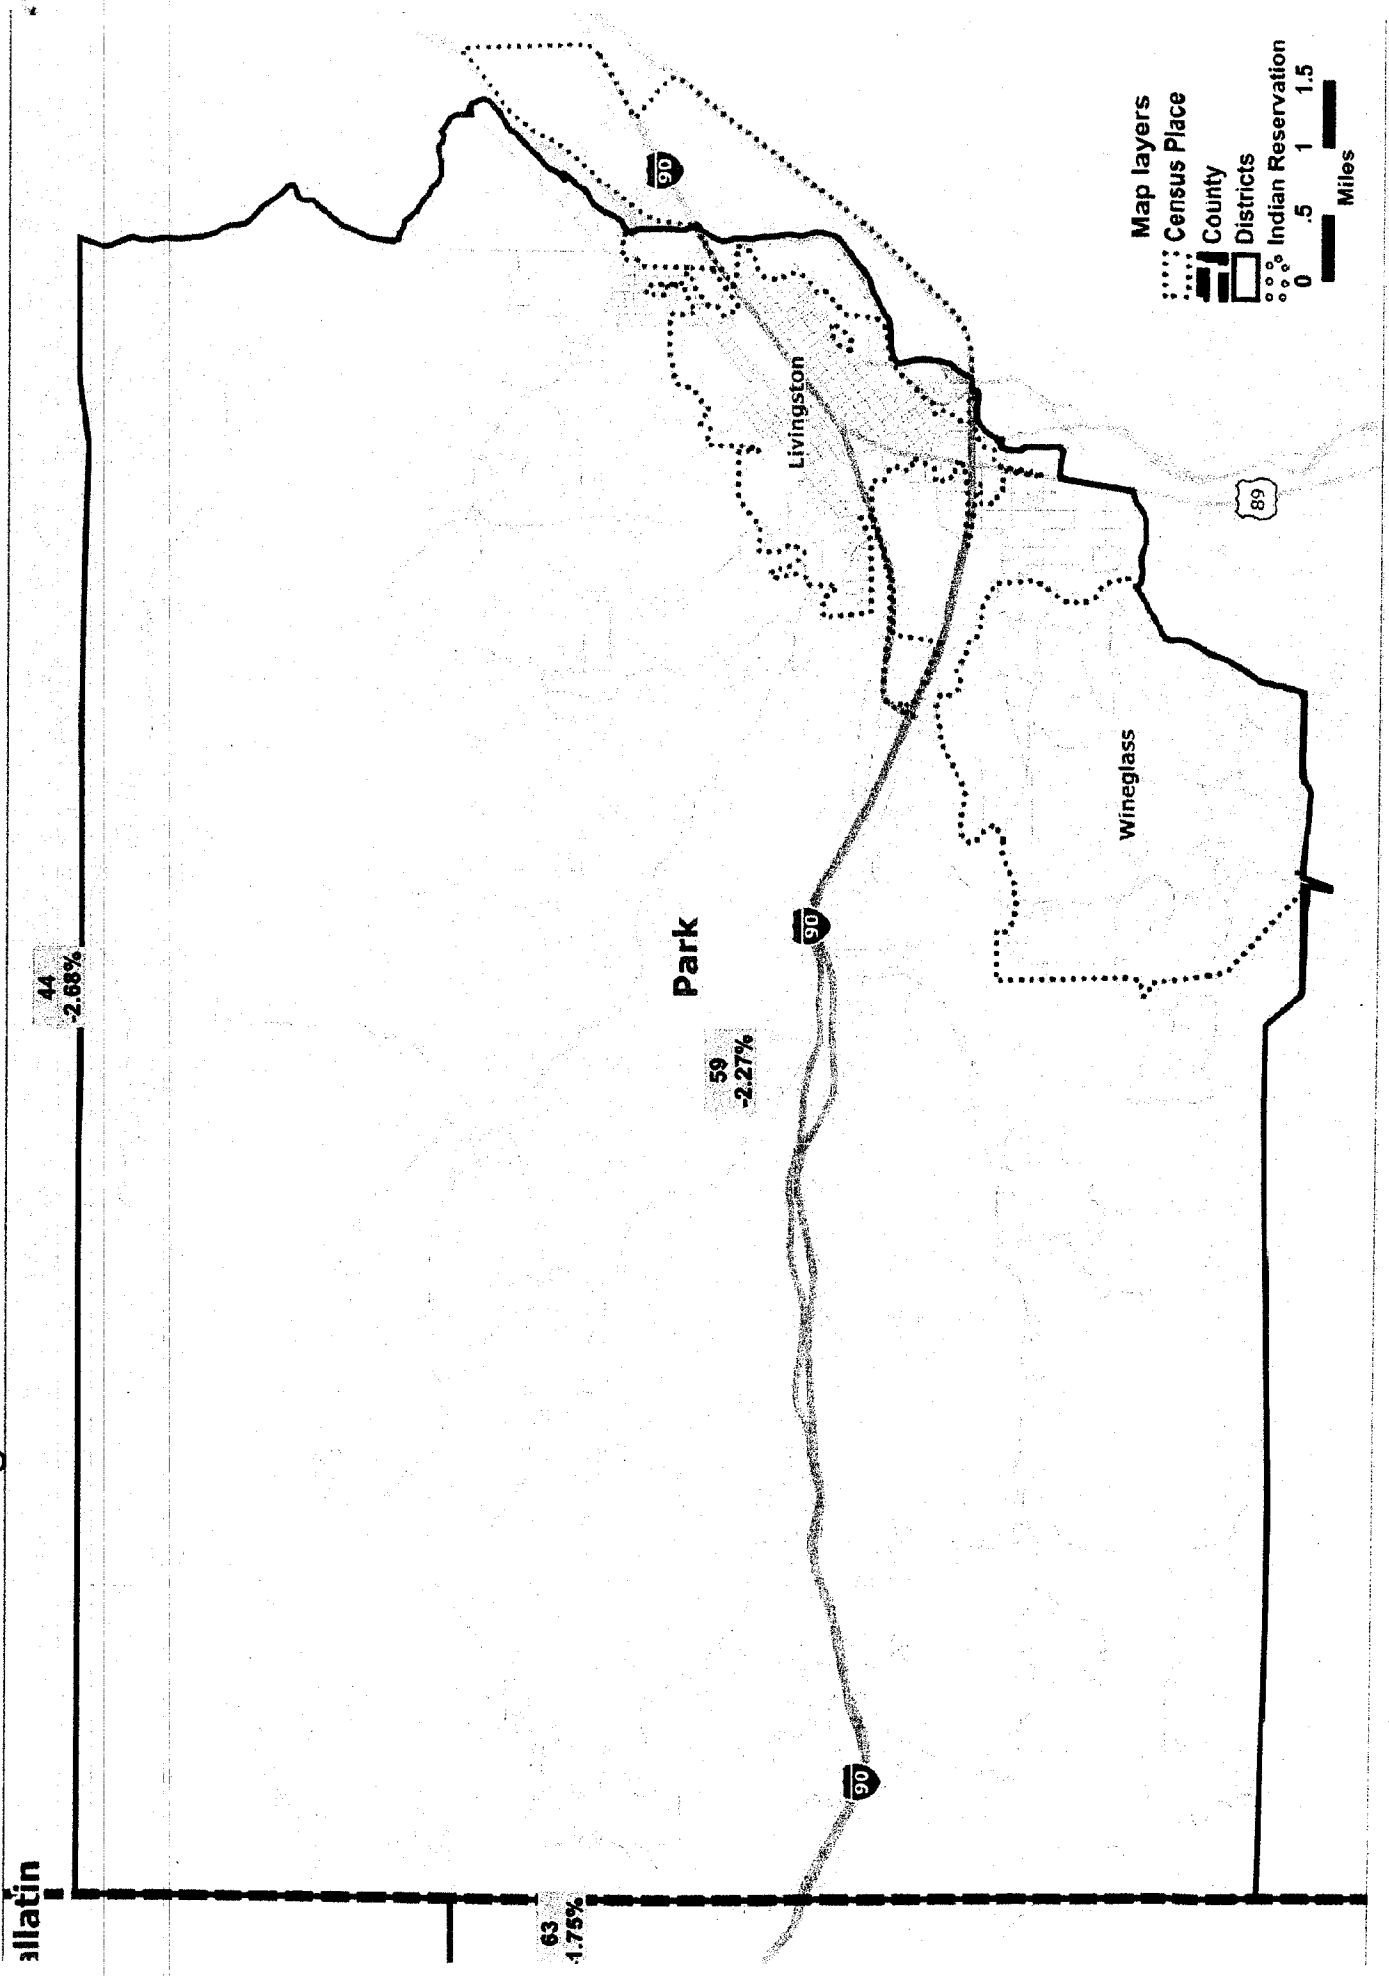 44
-2.68%
allatin
63
1.75%
Park
59
-2.27%
90
90
90
Livingston
Wineglass
89
Map layers
Census Place
County
Districts
Indian Reservation
0 .5 1 1.5
Miles